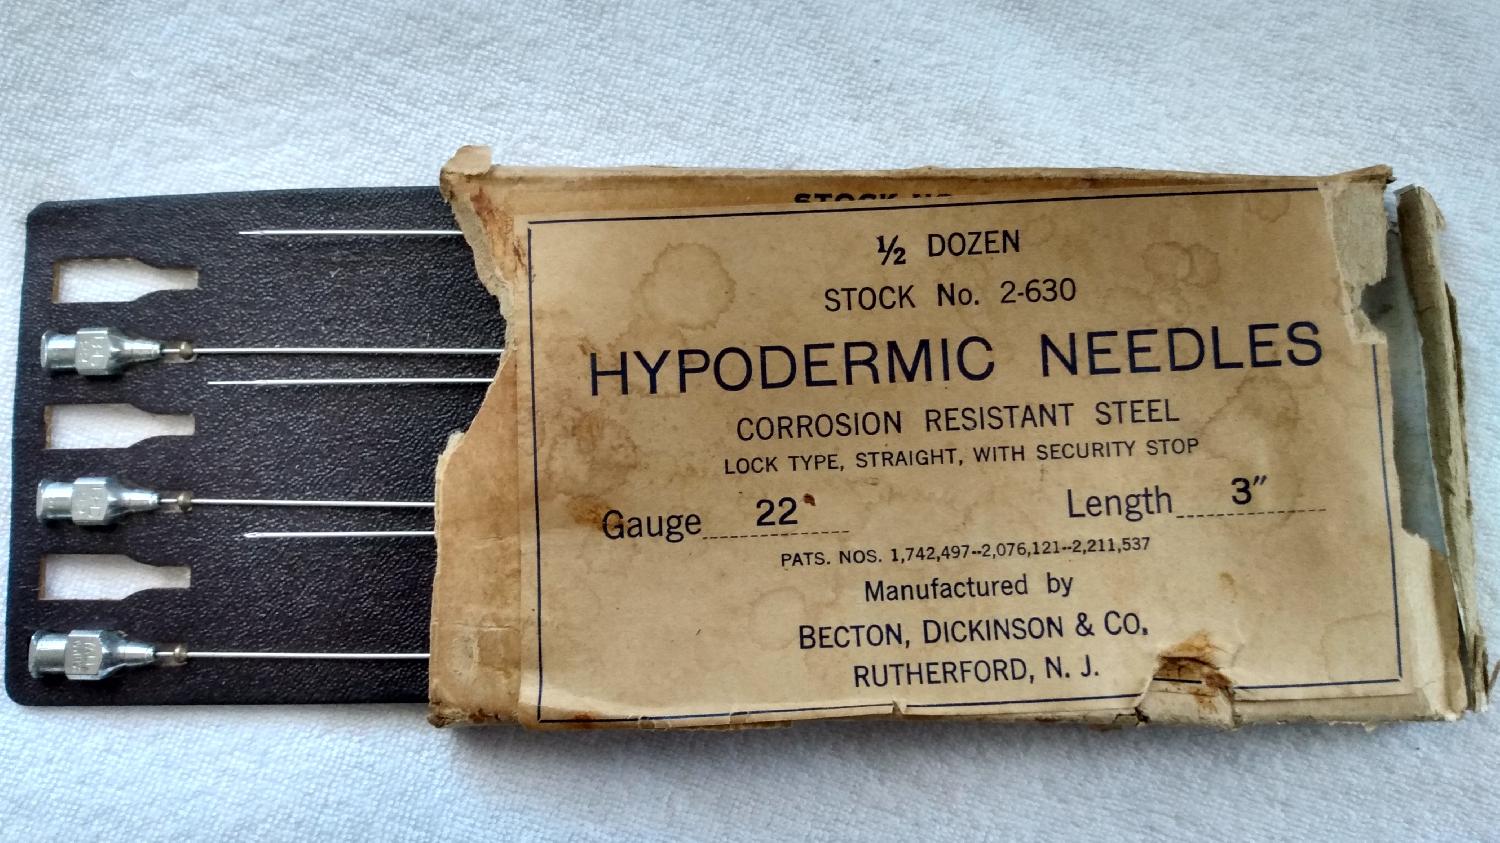 STOCK NO
½ DOZEN
STOCK No. 2-630
HYPODERMIC NEEDLES
CORROSION RESISTANT STEEL
LOCK TYPE, STRAIGHT, WITH SECURITY STOP
Gauge 22 Length 3"
PATS. NOS. 1,742,497--2,076,121--2,211,537
Manufactured by
BECTON, DICKINSON & CO.
RUTHERFORD, N. J.